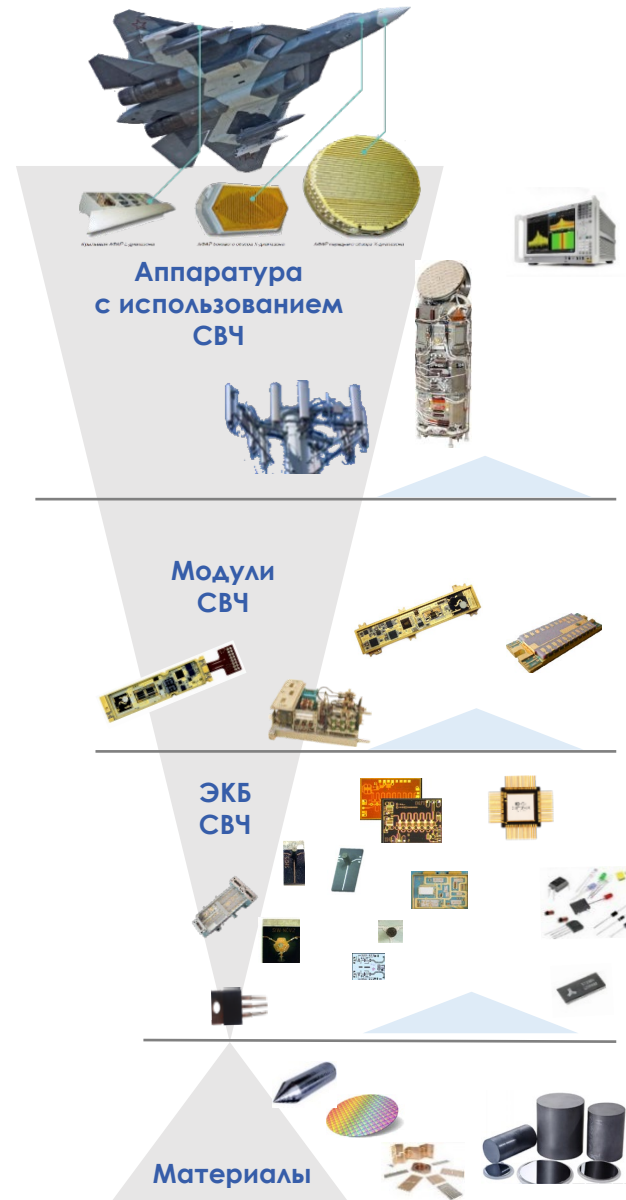 Аппаратура
с использованием
СВЧ
Модули
СВЧ
ЭКБ
СВЧ
Материалы